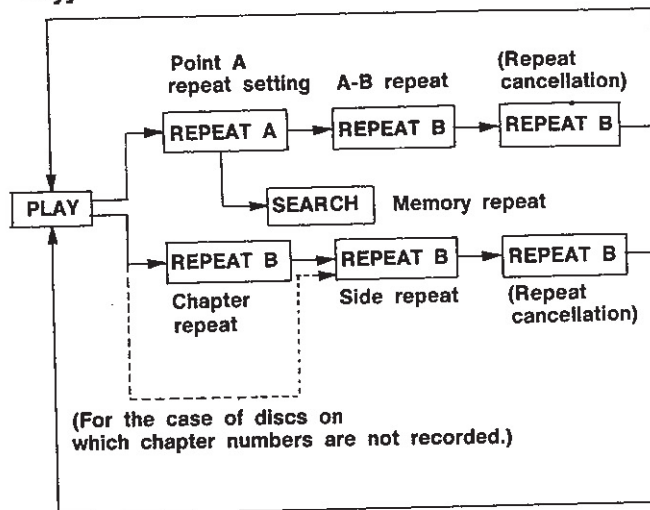 Point A
repeat setting
A-B repeat
(Repeat
cancellation)
REPEAT A
REPEAT B
REPEAT B
PLAY
SEARCH
Memory repeat
REPEAT B
REPEAT B
REPEAT B
Chapter
repeat
Side repeat
(Repeat
cancellation)
(For the case of discs on
which chapter numbers are not recorded.)